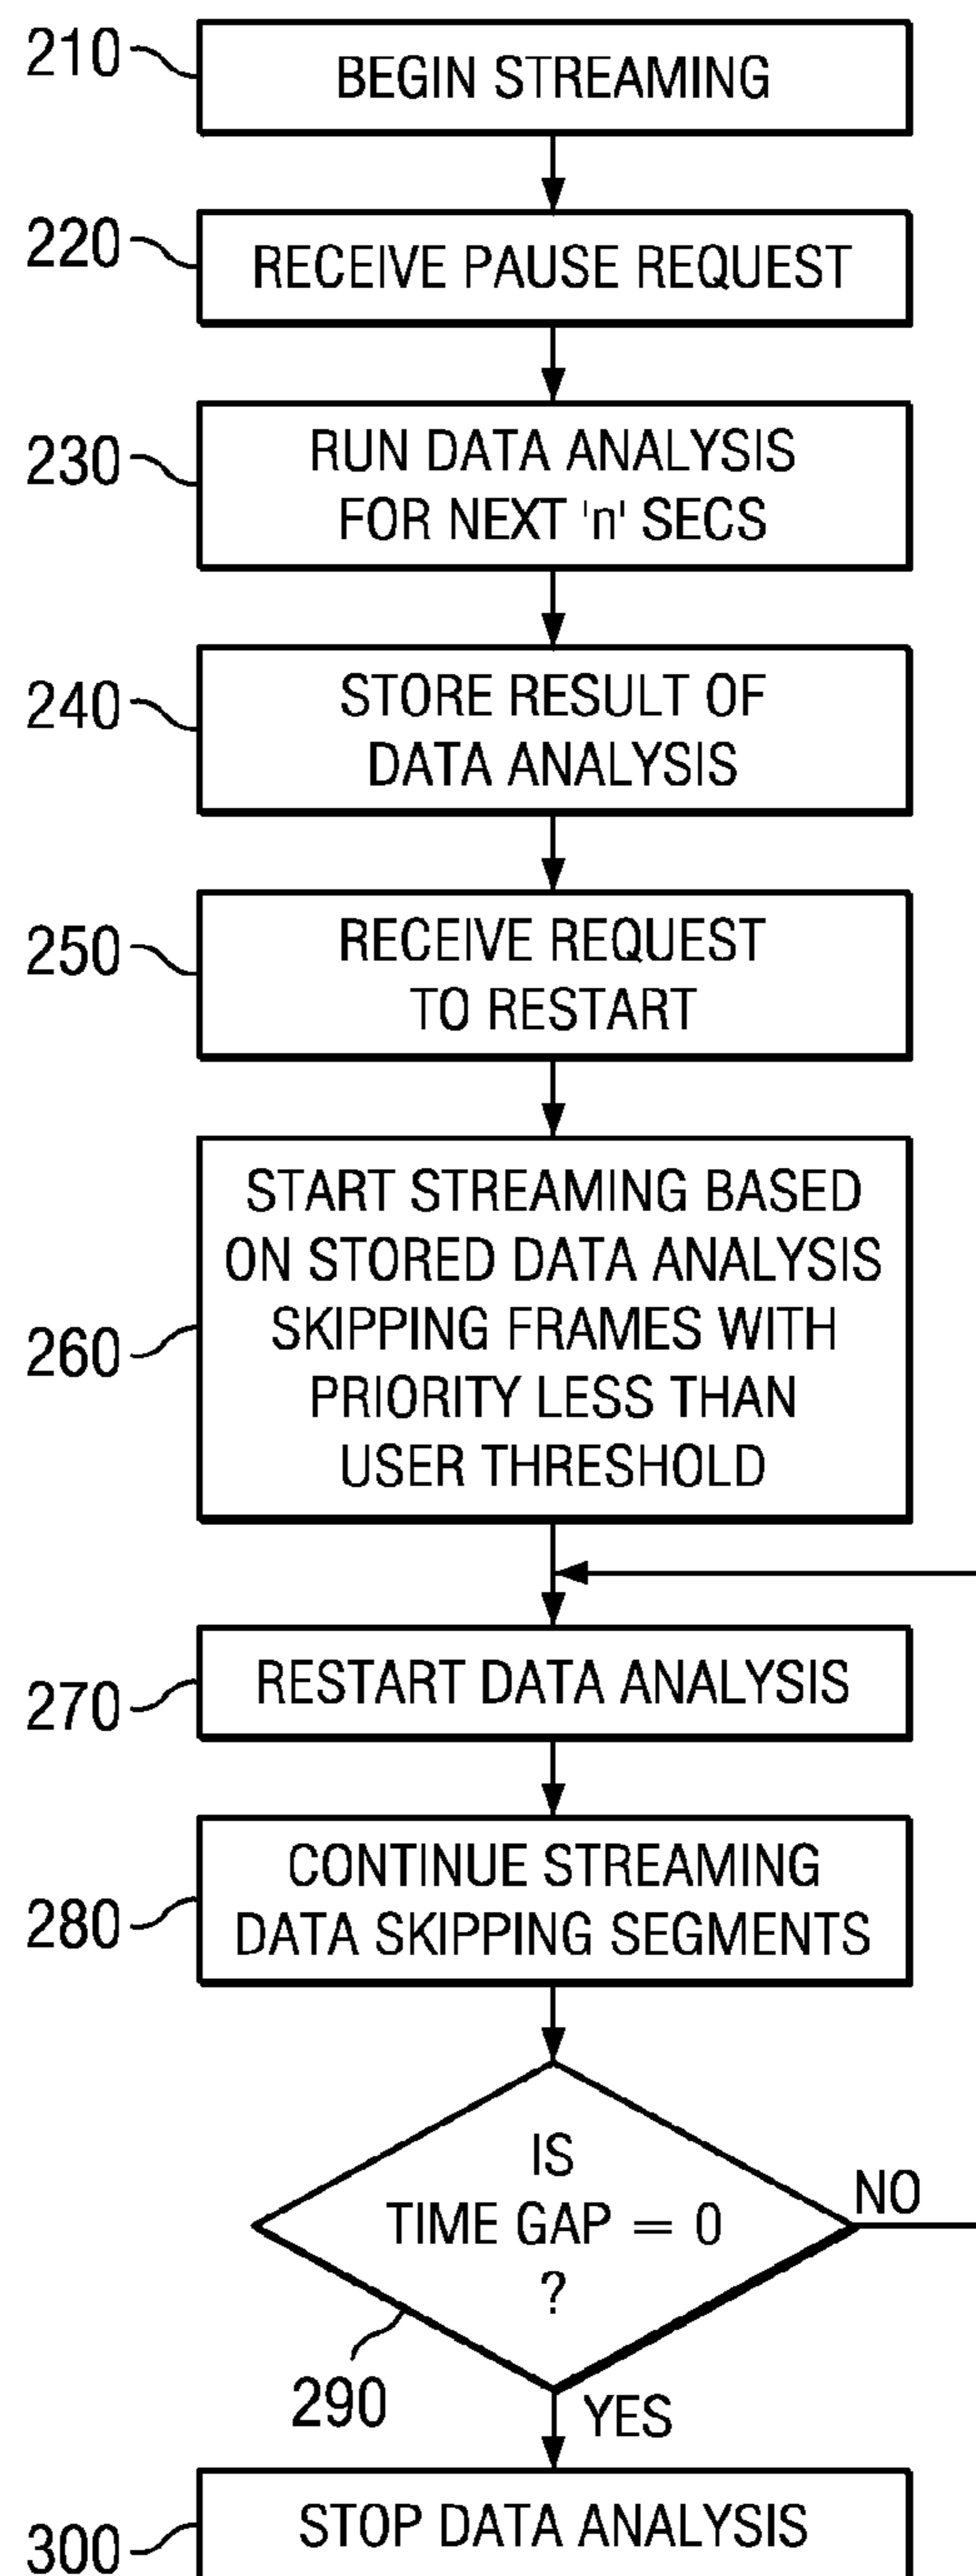 210
BEGIN STREAMING
220
RECEIVE PAUSE REQUEST
230
RUN DATA ANALYSIS
FOR NEXT 'n' SECS
240
STORE RESULT OF
DATA ANALYSIS
250
RECEIVE REQUEST
TO RESTART
260
START STREAMING BASED
ON STORED DATA ANALYSIS
SKIPPING FRAMES WITH
PRIORITY LESS THAN
USER THRESHOLD
270
RESTART DATA ANALYSIS
280
CONTINUE STREAMING
DATA SKIPPING SEGMENTS
IS
TIME GAP = 0
?
NO
290
YES
300
STOP DATA ANALYSIS